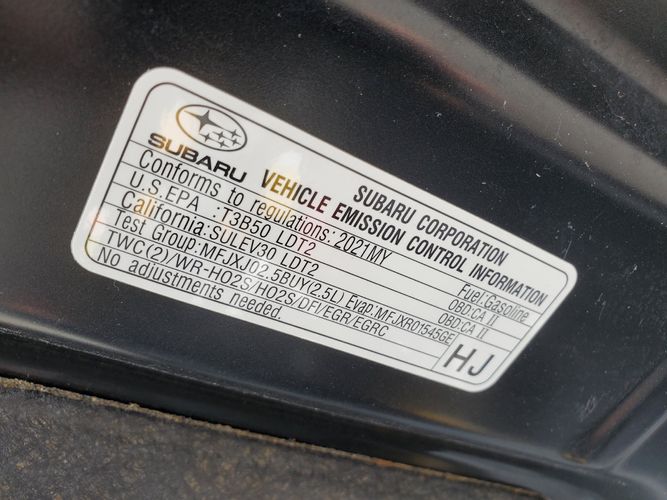 SUBARU
SUBARU CORPORATION
VEHICLE EMISSION CONTROL INFORMATION
Conforms to regulations: 2021MY
Fuel:Gasoline
U.S.EPA :T3B50 LDT2
OBD:CA II
California:SULEV30 LDT2
OBD:CA II
Test Group:MFJXJ02.5BUY(2.5L) Evap:MFJXR01545GE
TWC(2)/WR-HO2S/HO2S/DFI/EGR/EGRC
No adjustments needed.
HJ